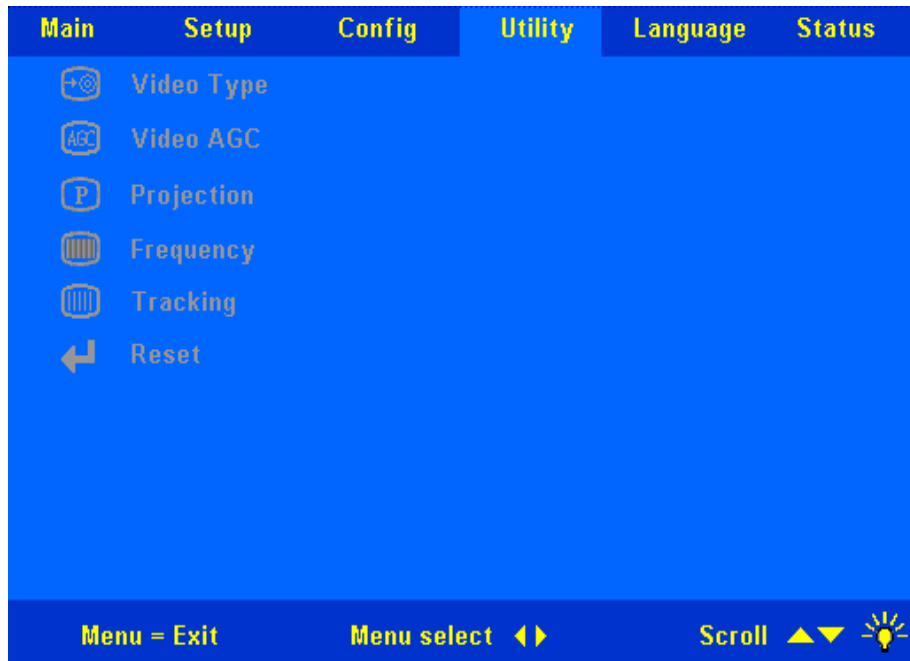 Main Setup Config Utility Language Status
Video Type
AGC Video AGC
P Projection
Frequency
Tracking
Reset
Menu = Exit Menu select Scroll